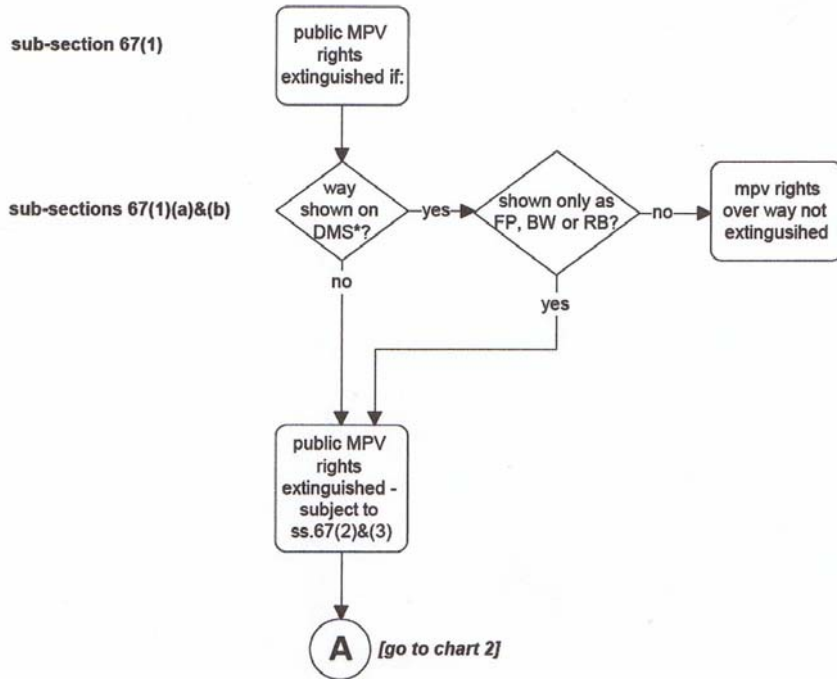 sub-section 67(1)
public MPV
rights
extinguished if:
sub-sections 67(1)(a)&(b)
way
shown on
DMS*?
yes
shown only as
FP, BW or RB?
no
mpv rights
over way not
extingusihed
no
yes
public MPV
rights
extinguished -
subject to
ss.67(2)&(3)
A
[go to chart 2]